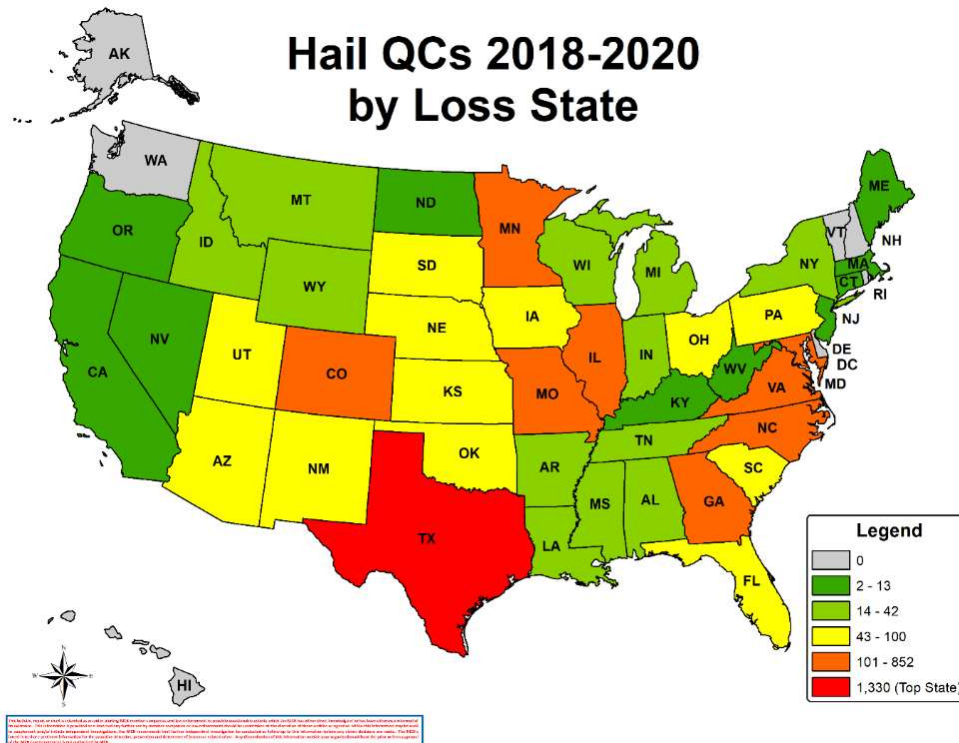 Hail QCs 2018-2020
by Loss State
AK
WA
MT
ND
MN
ME
OR
ID
SD
WI
MI
VT
NH
NY
MA
CT
RI
WY
NV
UT
NE
IA
PA
NJ
OH
IN
IL
CA
CO
KS
MO
WV
VA
DE
DC
MD
KY
NC
TN
AZ
NM
OK
AR
SC
MS
AL
GA
TX
LA
FL
HI
Legend
0
2 - 13
14 - 42
43 - 100
101 - 852
1,330 (Top State)
N
W
E
S